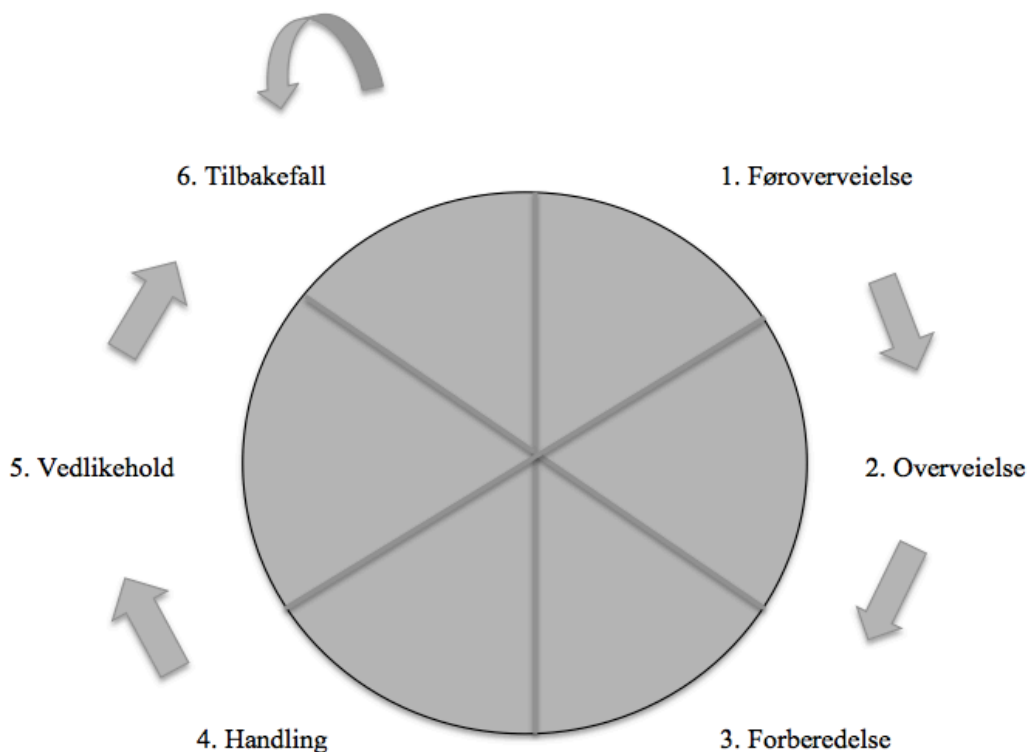 6. Tilbakefall
1. Føroverveielse
5. Vedlikehold
2. Overveielse
4. Handling
3. Forberedelse